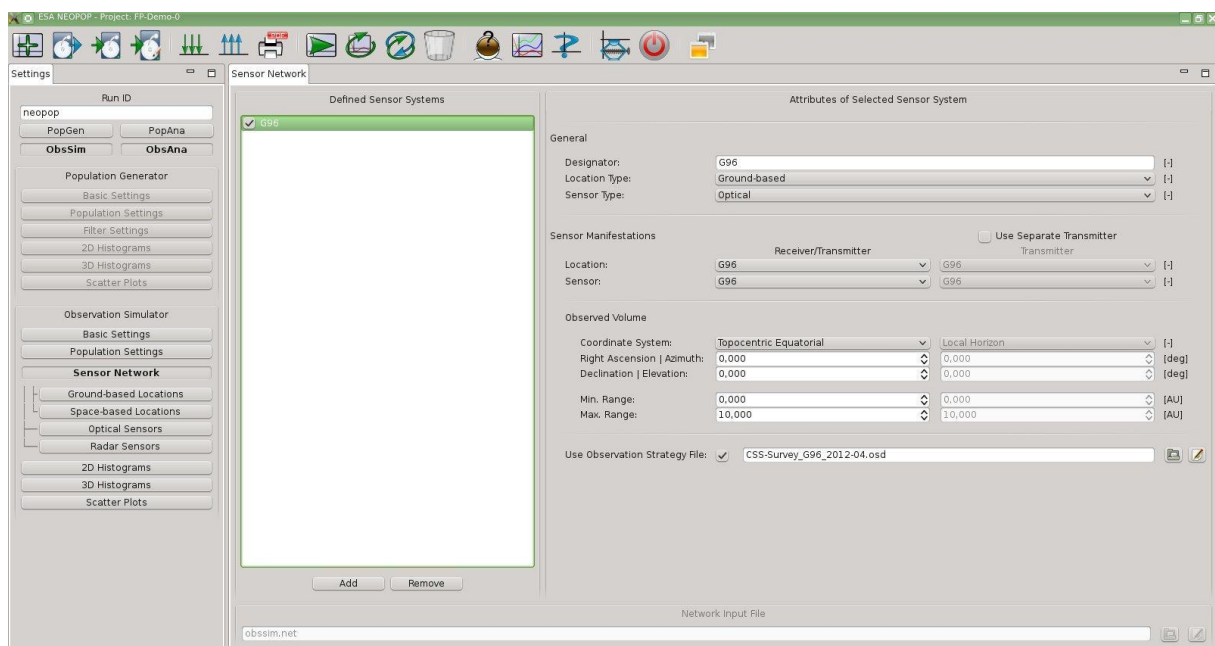 ESA NEOPOP - Project: FP-Demo-0
Settings
Run ID
neopop
PopGen PopAna
ObsSim ObsAna
Population Generator
Basic Settings
Population Settings
Filter Settings
2D Histograms
3D Histograms
Scatter Plots
Observation Simulator
Basic Settings
Population Settings
Sensor Network
Ground-based Locations
Space-based Locations
Optical Sensors
Radar Sensors
2D Histograms
3D Histograms
Scatter Plots
Sensor Network
Defined Sensor Systems
G96
Add Remove
Attributes of Selected Sensor System
General
Designator: G96 [-]
Location Type: Ground-based [-]
Sensor Type: Optical [-]
Sensor Manifestations Use Separate Transmitter
Receiver/Transmitter Transmitter
Location: G96 G96 [-]
Sensor: G96 G96 [-]
Observed Volume
Coordinate System: Topocentric Equatorial Local Horizon [-]
Right Ascension | Azimuth: 0,000 0,000 [deg]
Declination | Elevation: 0,000 0,000 [deg]
Min. Range: 0,000 0,000 [AU]
Max. Range: 10,000 10,000 [AU]
Use Observation Strategy File: CSS-Survey_G96_2012-04.osd
Network Input File
obssim.net